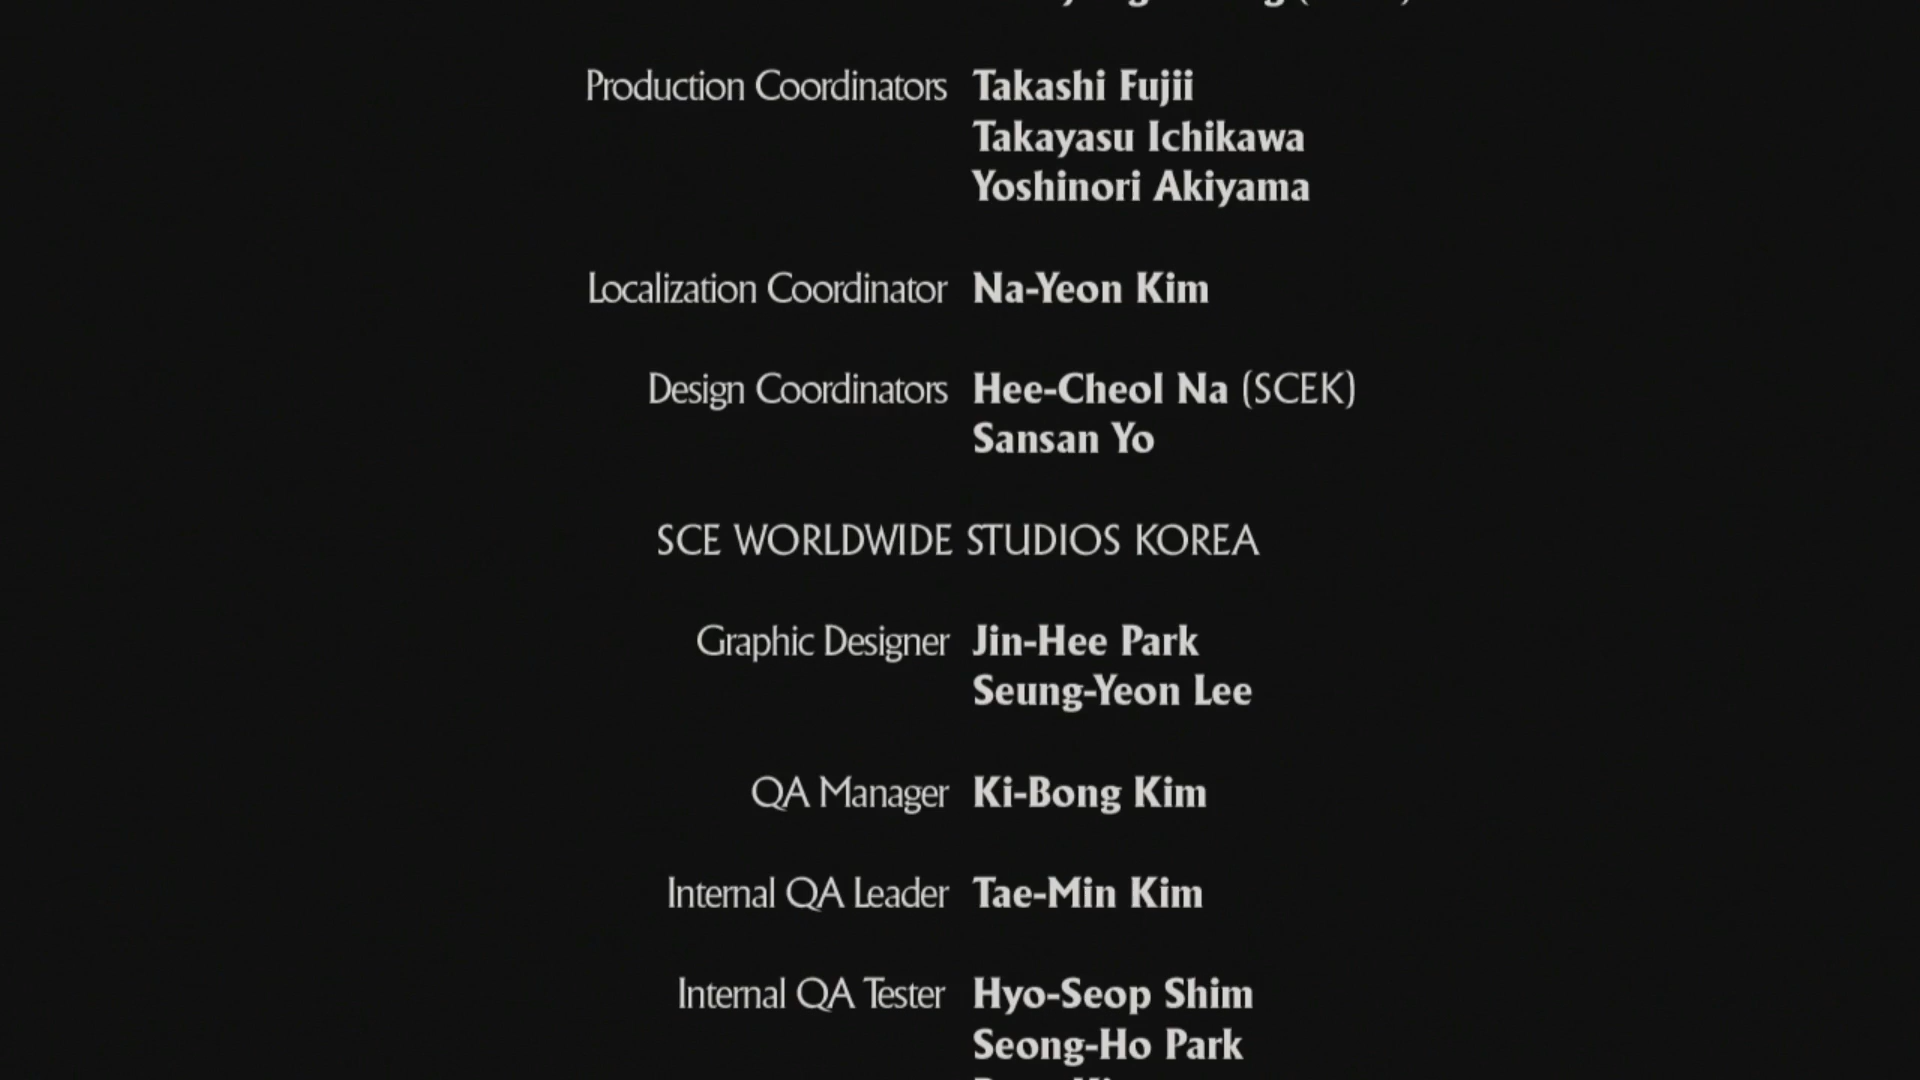 Production Coordinators Takashi Fujii
Takayasu Ichikawa
Yoshinori Akiyama
Localization Coordinator Na-Yeon Kim
Design Coordinators Hee-Cheol Na (SCEK)
Sansan Yo
SCE WORLDWIDE STUDIOS KOREA
Graphic Designer Jin-Hee Park
Seung-Yeon Lee
QA Manager Ki-Bong Kim
Internal QA Leader Tae-Min Kim
Internal QA Tester Hyo-Seop Shim
Seong-Ho Park